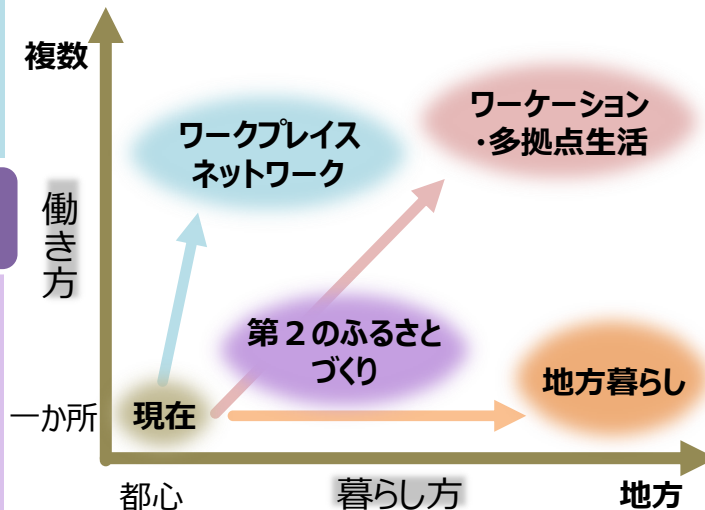 複数
ワークプレイス
ネットワーク
ワーケーション
・多拠点生活
働き方
第２のふるさと
づくり
地方暮らし
一か所
現在
都心
暮らし方
地方